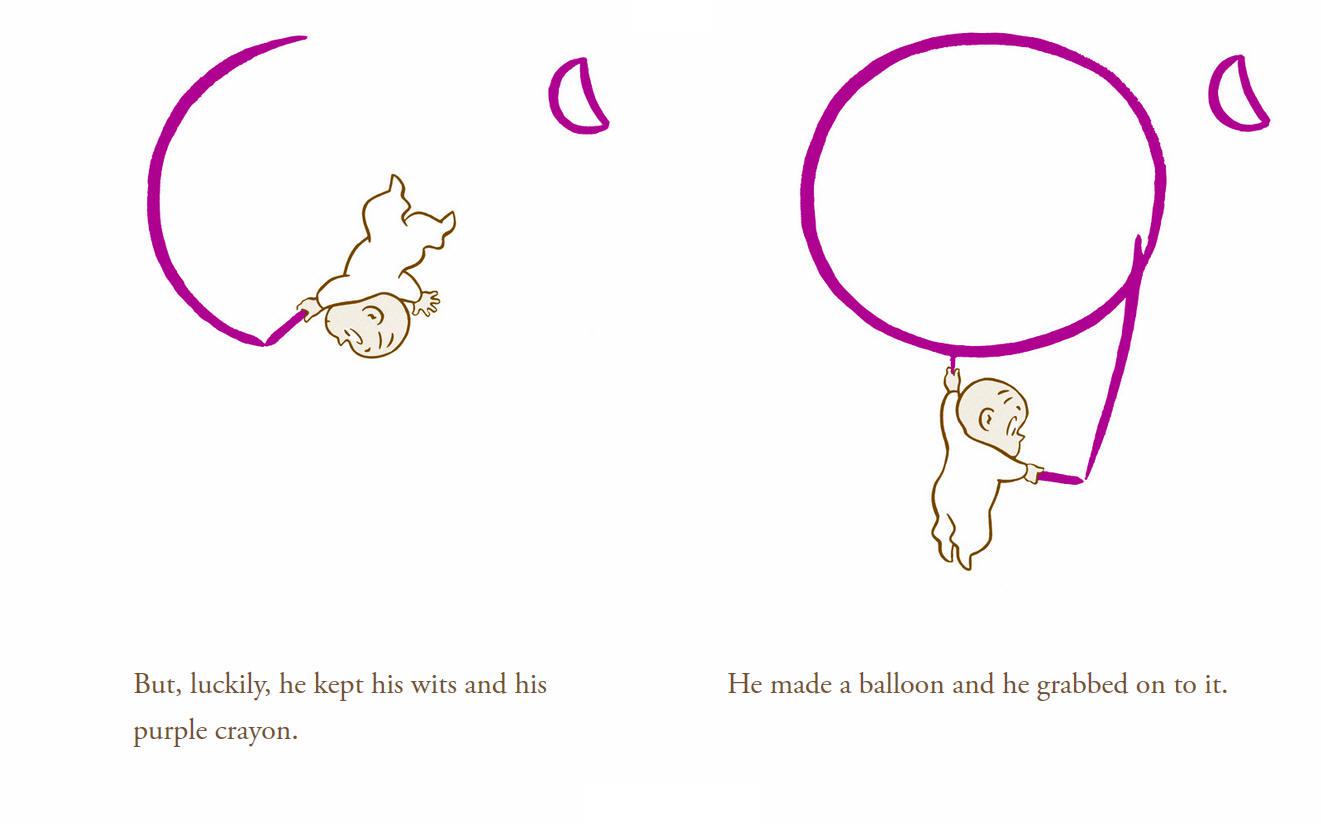 But, luckily, he kept his wits and his
purple crayon.
He made a balloon and he grabbed on to it.